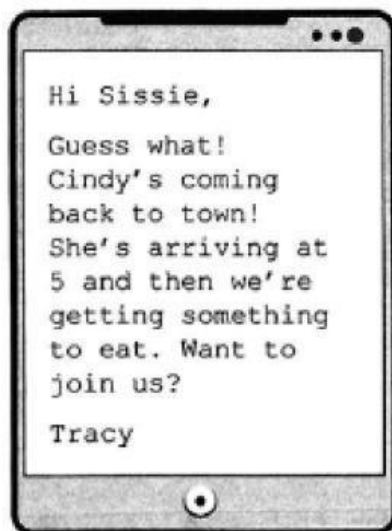 Hi Sissie,
Guess what!
Cindy's coming
back to town!
She's arriving at
5 and then we're
getting something
to eat. Want to
join us?
Tracy